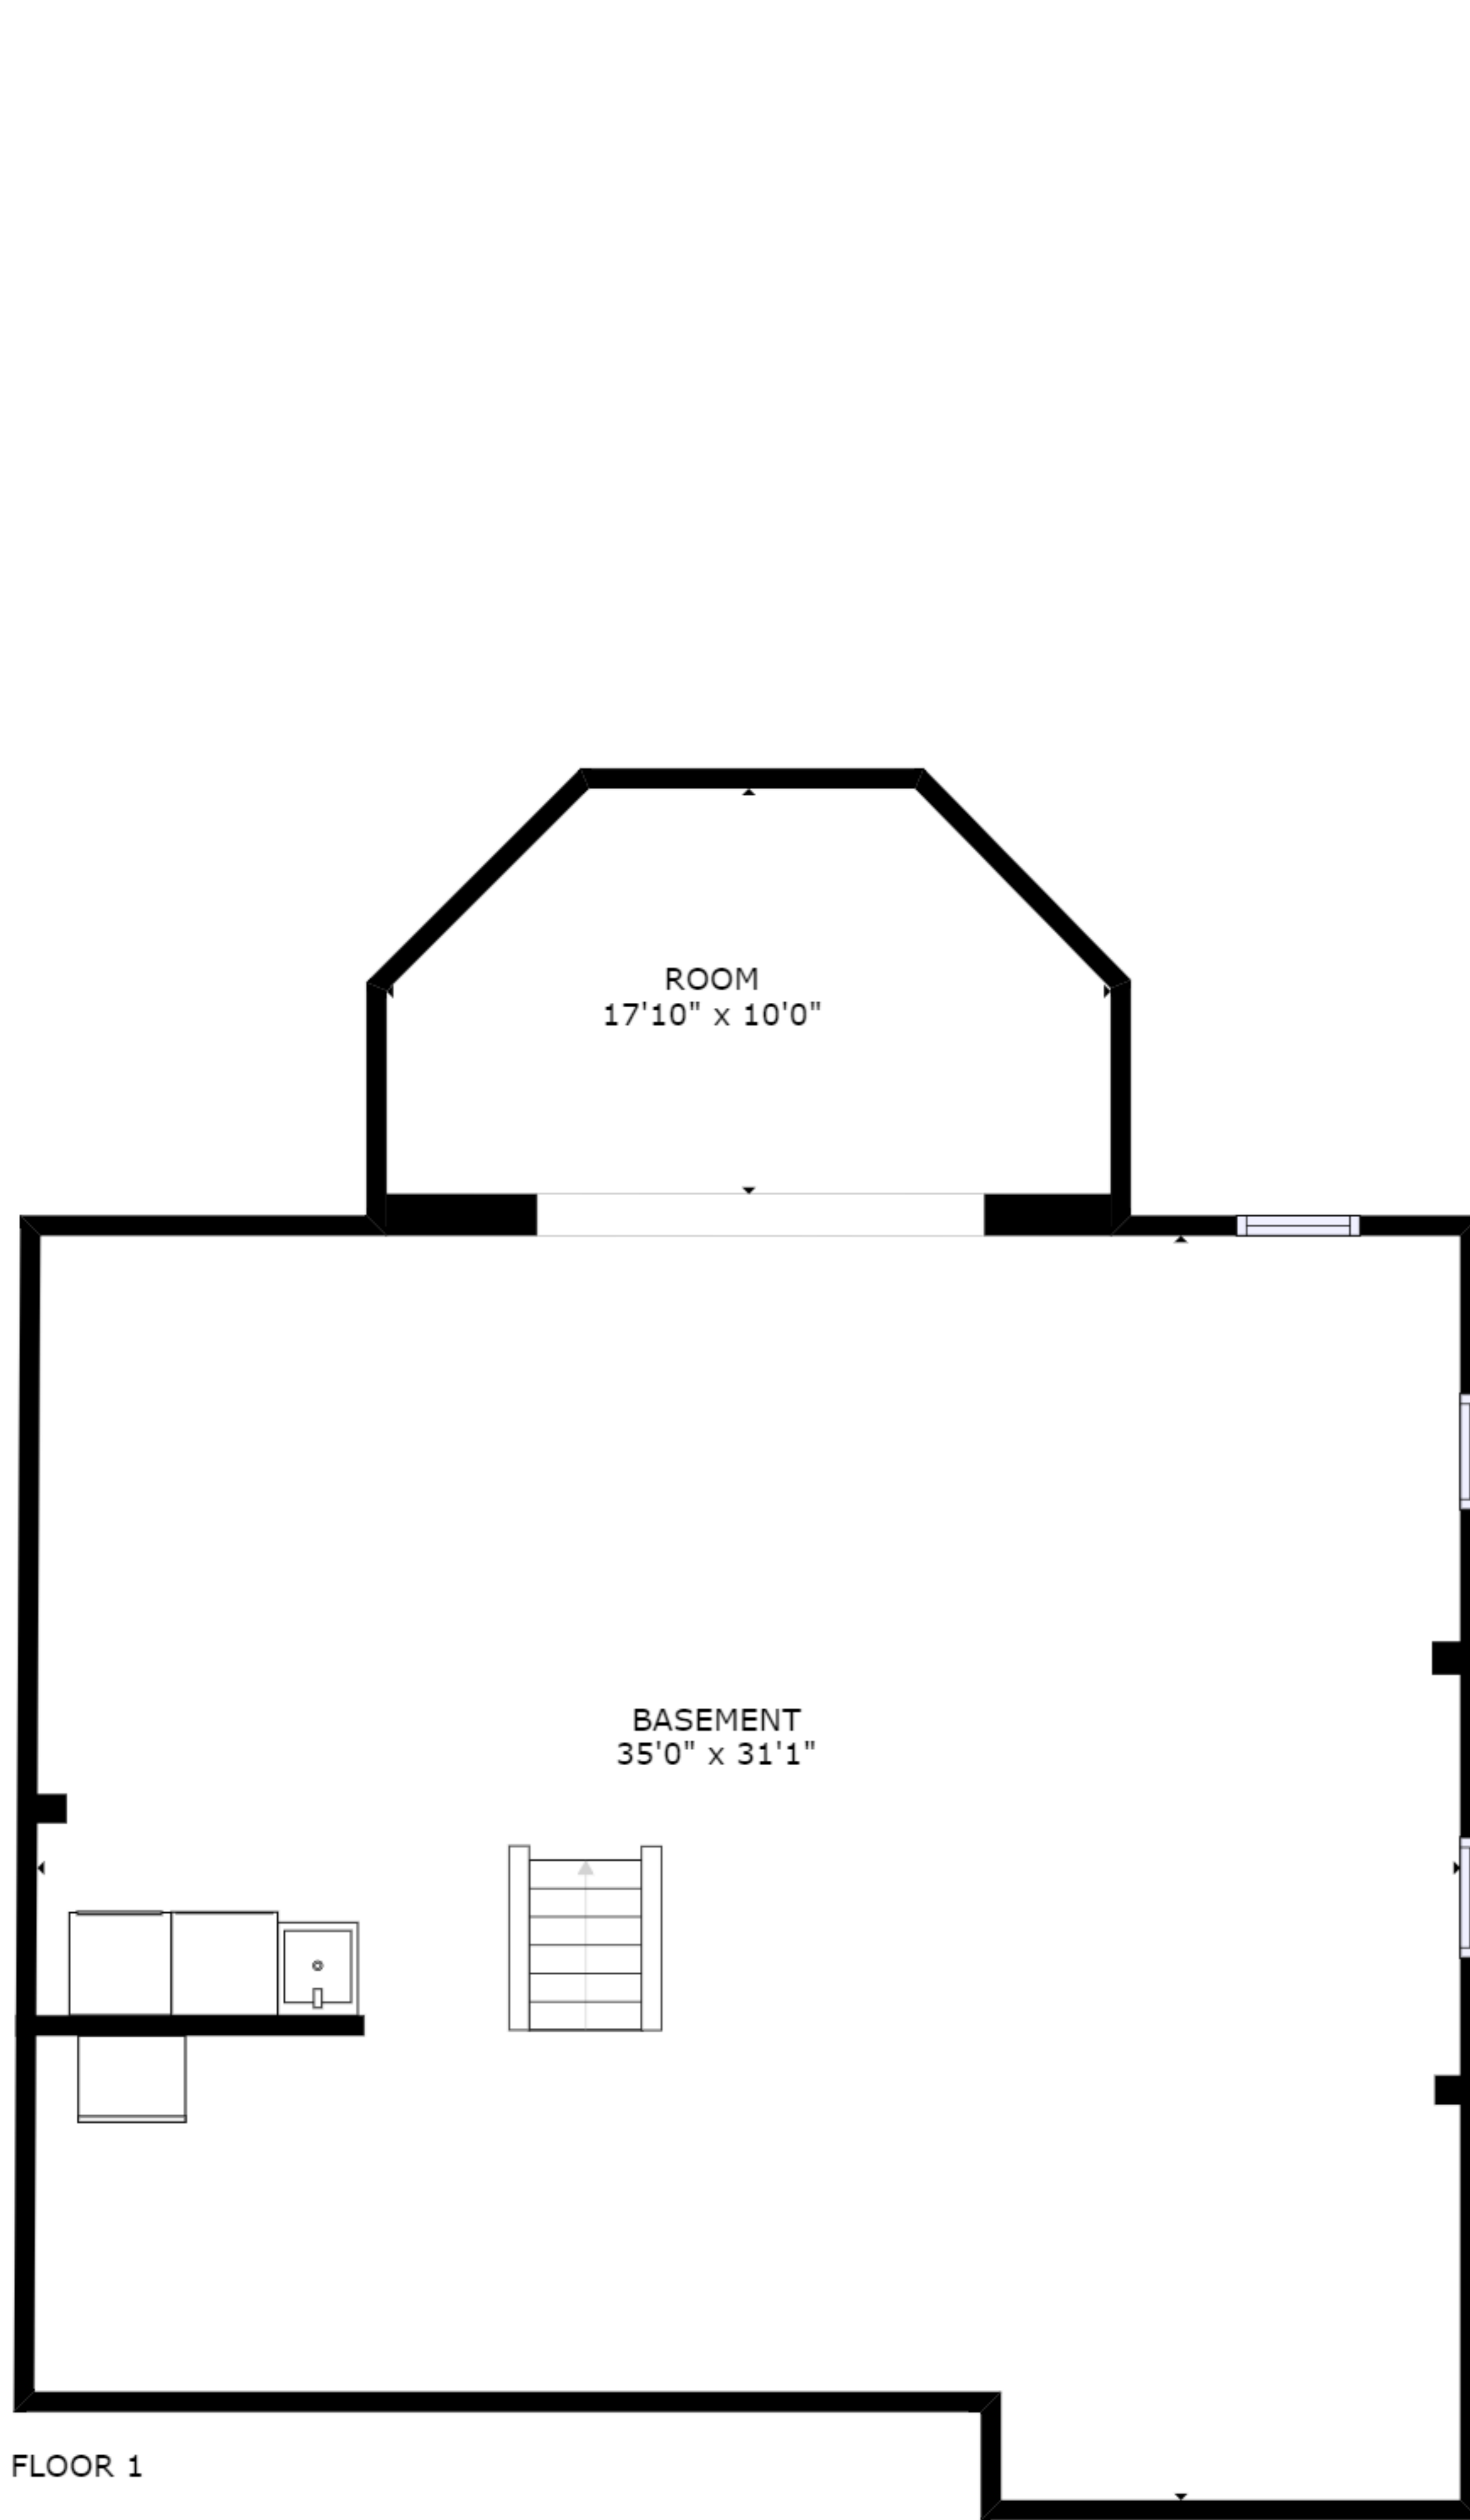 ROOM
17'10" x 10'0"
BASEMENT
35'0" x 31'1"
FLOOR 1